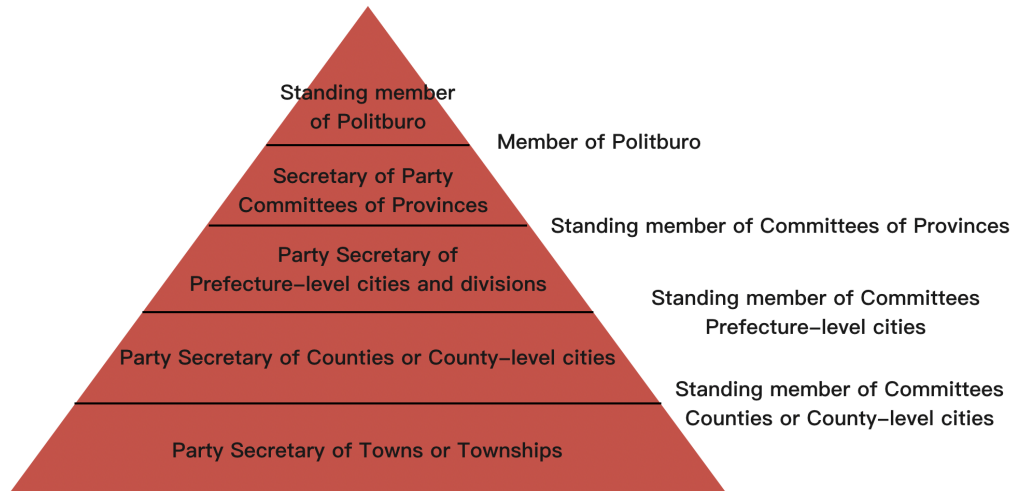 Standing member
of Politburo
Member of Politburo
Secretary of Party
Committees of Provinces
Standing member of Committees of Provinces
Party Secretary of
Prefecture–level cities and divisions
Standing member of Committees
Prefecture–level cities
Party Secretary of Counties or County–level cities
Standing member of Committees
Counties or County–level cities
Party Secretary of Towns or Townships